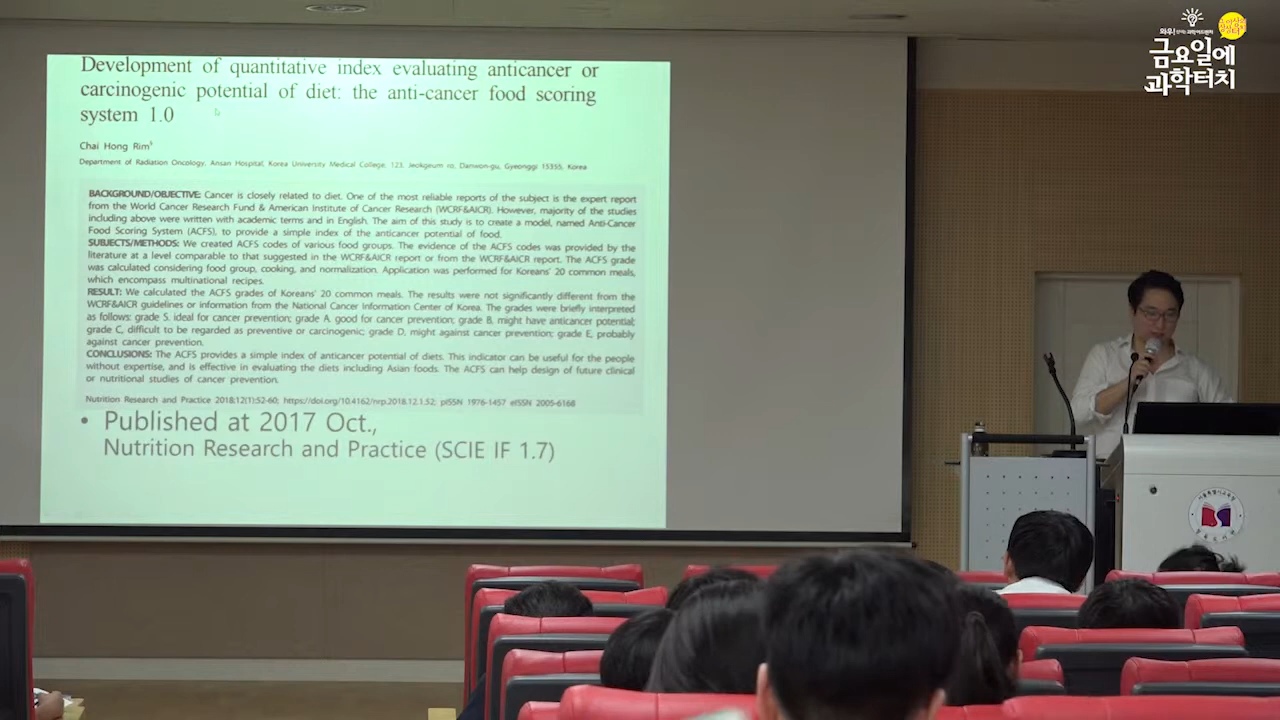 Development of quantitative index evaluating anticancer or
carcinogenic potential of diet: the anti-cancer food scoring
system 1.0
Chai Hong Rim§
Department of Radiation Oncology, Ansan Hospital, Korea University Medical College, 123, Jeokgeum ro, Danwon-gu, Gyeonggi 15355, Korea
BACKGROUND/OBJECTIVE: Cancer is closely related to diet. One of the most reliable reports of the subject is the expert report
from the World Cancer Research Fund & American Institute of Cancer Research (WCRF&AICR). However, majority of the studies
including above were written with academic terms and in English. The aim of this study is to create a model, named Anti-Cancer
Food Scoring System (ACFS), to provide a simple index of the anticancer potential of food.
SUBJECTS/METHODS: We created ACFS codes of various food groups. The evidence of the ACFS codes was provided by the
literature at a level comparable to that suggested in the WCRF&AICR report or from the WCRF&AICR report. The ACFS grade
was calculated considering food group, cooking, and normalization. Application was performed for Koreans' 20 common meals,
which encompass multinational recipes.
RESULT: We calculated the ACFS grades of Koreans' 20 common meals. The results were not significantly different from the
WCRF&AICR guidelines or information from the National Cancer Information Center of Korea. The grades were briefly interpreted
as follows: grade S. ideal for cancer prevention; grade A. good for cancer prevention; grade B, might have anticancer potential;
grade C, difficult to be regarded as preventive or carcinogenic; grade D, might against cancer prevention; grade E, probably
against cancer prevention.
CONCLUSIONS: The ACFS provides a simple index of anticancer potential of diets. This indicator can be useful for the people
without expertise, and is effective in evaluating the diets including Asian foods. The ACFS can help design of future clinical
or nutritional studies of cancer prevention.
Nutrition Research and Practice 2018;12(1):52-60; https://doi.org/10.4162/nrp.2018.12.1.52; pISSN 1976-1457 eISSN 2005-6168
• Published at 2017 Oct.,
Nutrition Research and Practice (SCIE IF 1.7)
금요일에
과학터치
서울특별시교육청